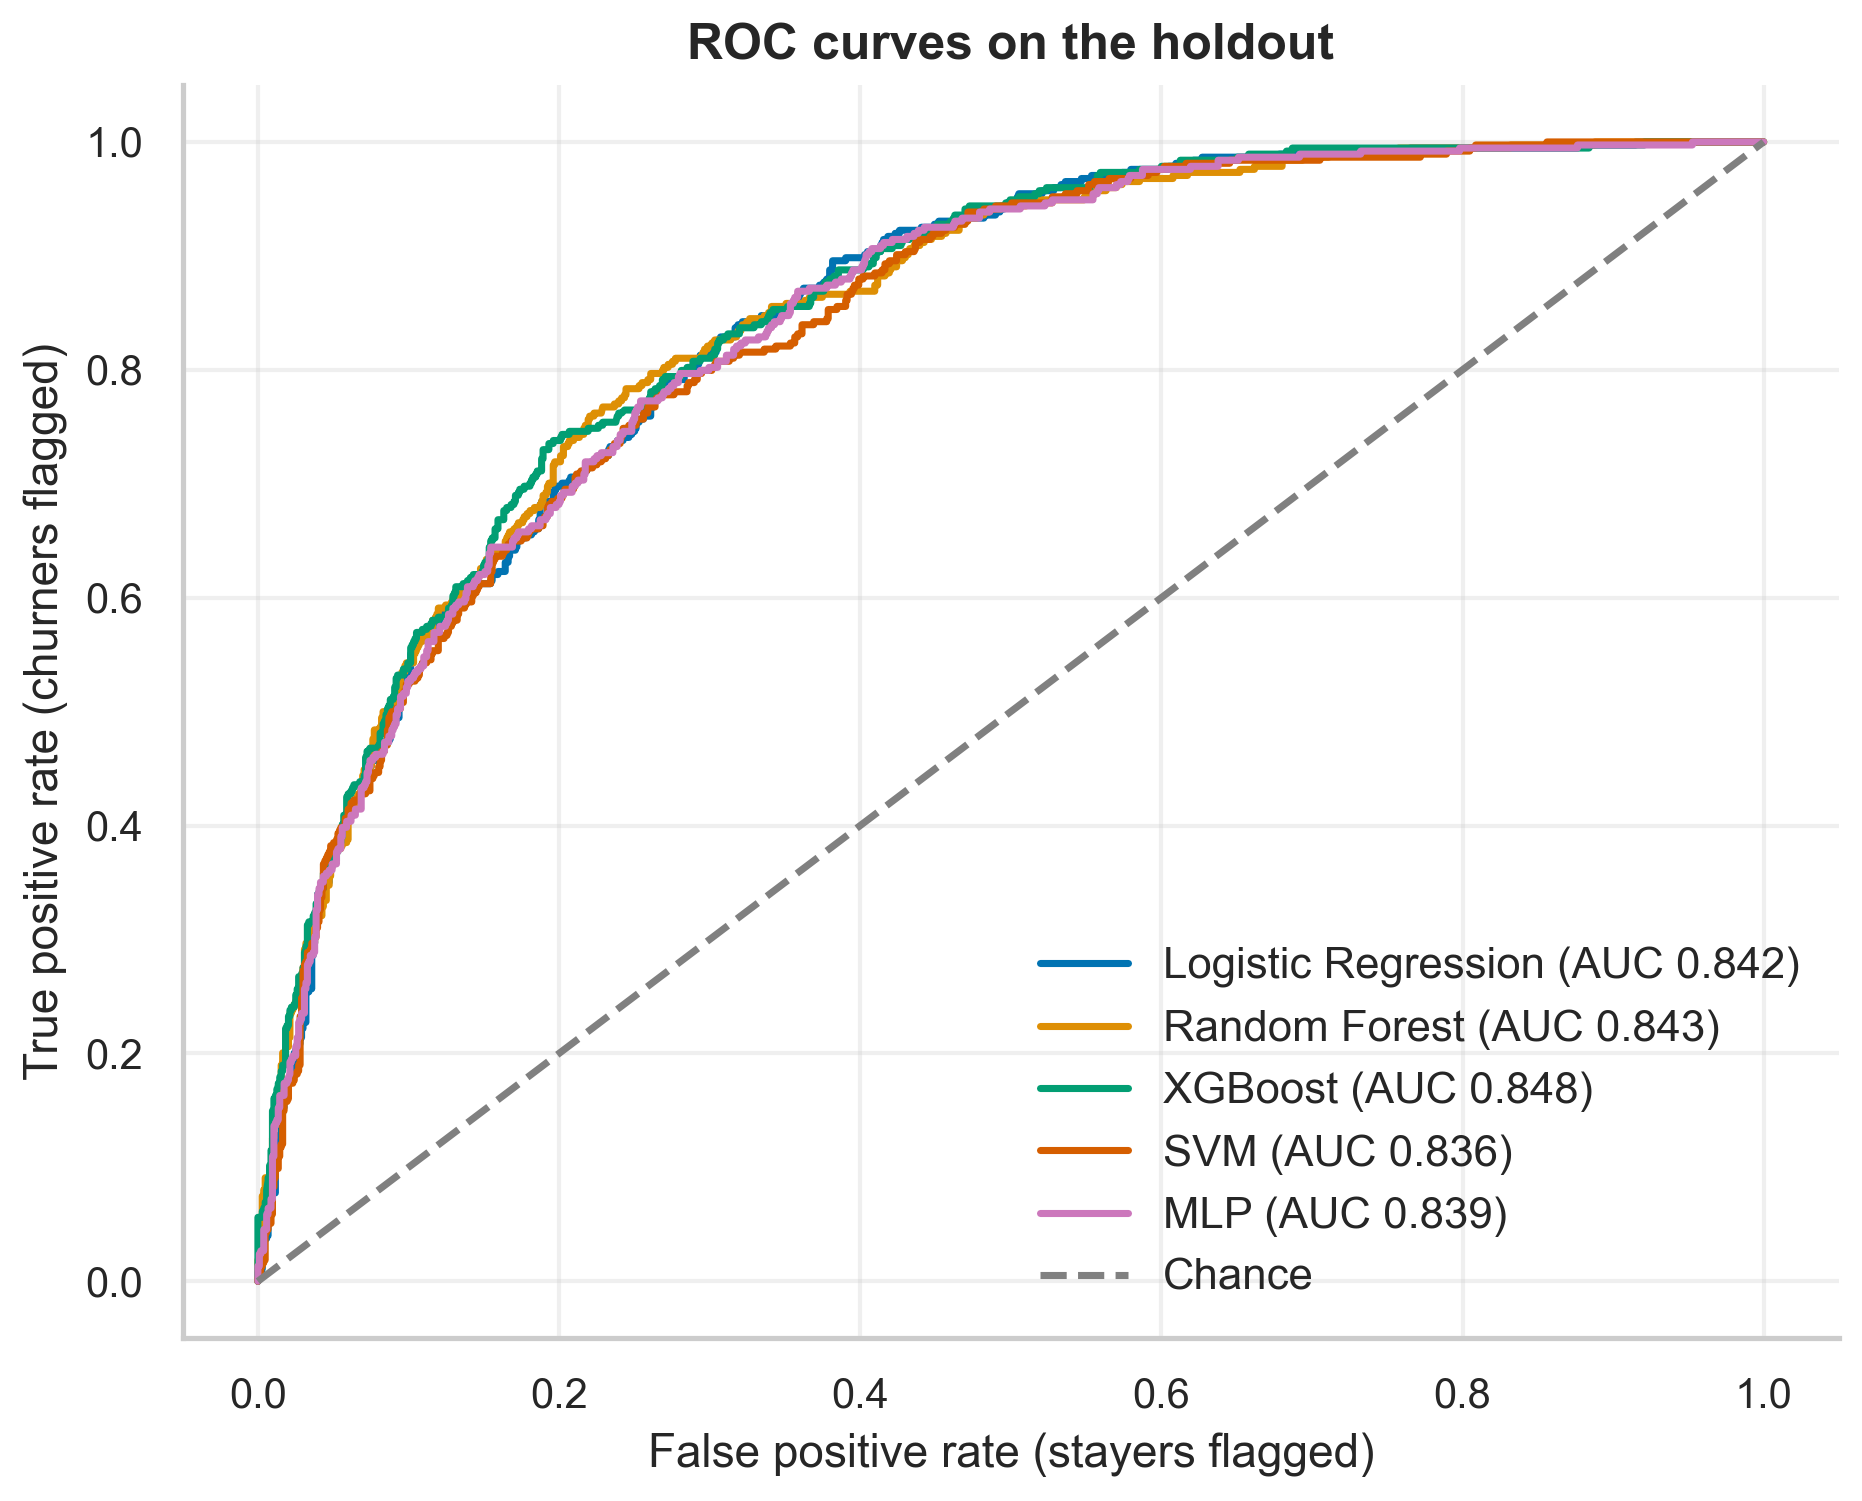 ROC curves on the holdout
True positive rate (churners flagged)
1.0
0.8
0.6
0.4
0.2
0.0
Logistic Regression (AUC 0.842)
Random Forest (AUC 0.843)
XGBoost (AUC 0.848)
SVM (AUC 0.836)
MLP (AUC 0.839)
Chance
0.0 0.2 0.4 0.6 0.8 1.0
False positive rate (stayers flagged)